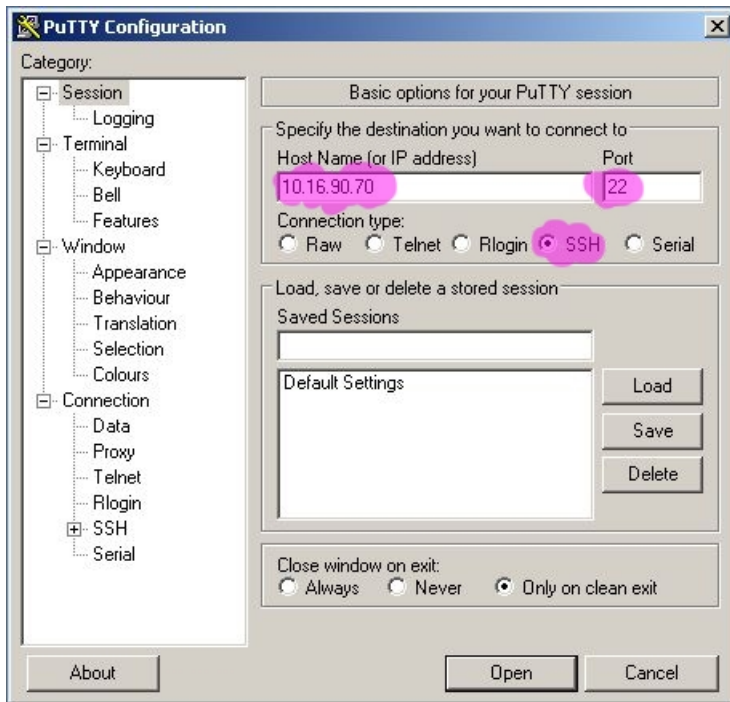 PuTTY Configuration
Category:
Session
Logging
Terminal
Keyboard
Bell
Features
Window
Appearance
Behaviour
Translation
Selection
Colours
Connection
Data
Proxy
Telnet
Rlogin
SSH
Serial
Basic options for your PuTTY session
Specify the destination you want to connect to
Host Name (or IP address) Port
10.16.90.70 22
Connection type:
Raw Telnet Rlogin SSH Serial
Load, save or delete a stored session
Saved Sessions
Default Settings
Load
Save
Delete
Close window on exit:
Always Never Only on clean exit
About Open Cancel